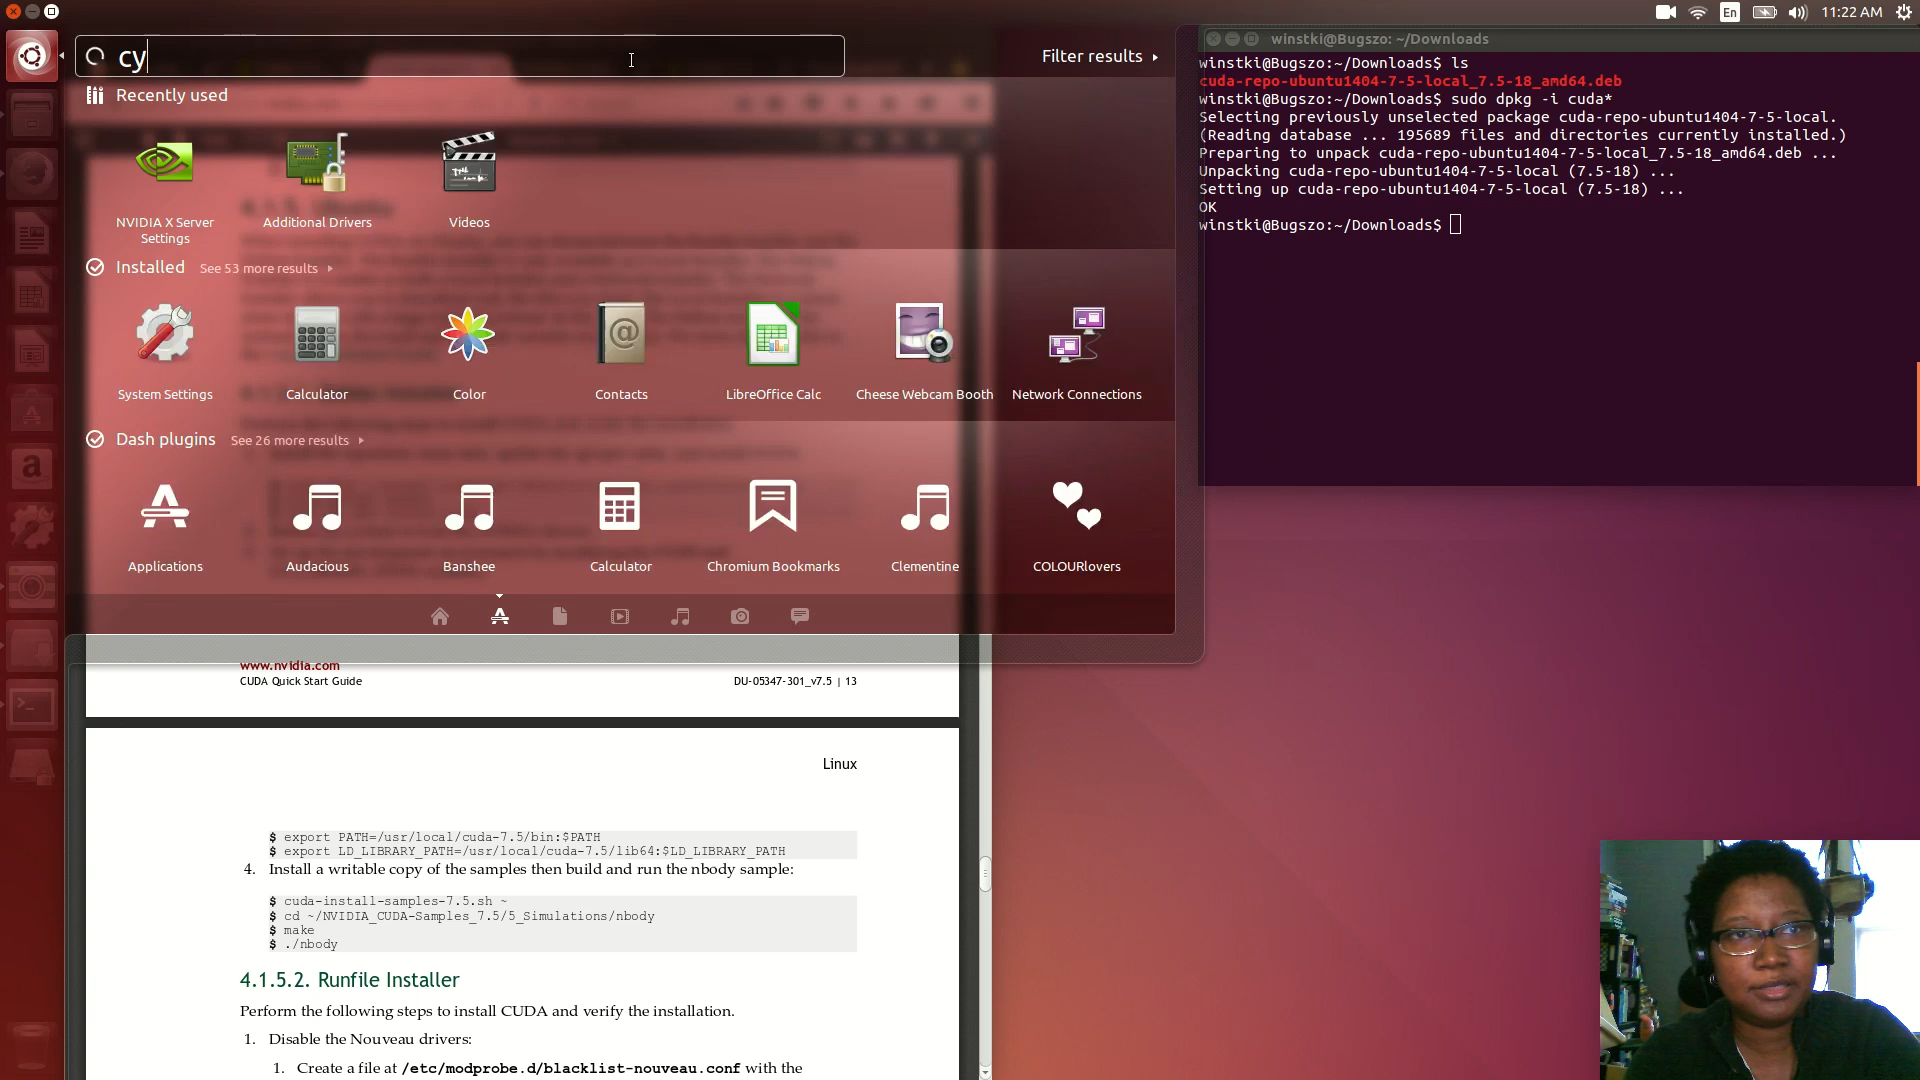 En
11:22 AM
cy
Filter results
Recently used
NVIDIA X Server
Settings
Additional Drivers
Videos
Installed See 53 more results
System Settings
Calculator
Color
Contacts
LibreOffice Calc
Cheese Webcam Booth
Network Connections
Dash plugins See 26 more results
Applications
Audacious
Banshee
Calculator
Chromium Bookmarks
Clementine
COLOURlovers
winstki@Bugszo: ~/Downloads
winstki@Bugszo:~/Downloads$ ls
cuda-repo-ubuntu1404-7-5-local_7.5-18_amd64.deb
winstki@Bugszo:~/Downloads$ sudo dpkg -i cuda*
Selecting previously unselected package cuda-repo-ubuntu1404-7-5-local.
(Reading database ... 195689 files and directories currently installed.)
Preparing to unpack cuda-repo-ubuntu1404-7-5-local_7.5-18_amd64.deb ...
Unpacking cuda-repo-ubuntu1404-7-5-local (7.5-18) ...
Setting up cuda-repo-ubuntu1404-7-5-local (7.5-18) ...
OK
winstki@Bugszo:~/Downloads$
www.nvidia.com
CUDA Quick Start Guide
DU-05347-301_v7.5 | 13
Linux
$ export PATH=/usr/local/cuda-7.5/bin:$PATH
$ export LD_LIBRARY_PATH=/usr/local/cuda-7.5/lib64:$LD_LIBRARY_PATH
4. Install a writable copy of the samples then build and run the nbody sample:
$ cuda-install-samples-7.5.sh ~
$ cd ~/NVIDIA_CUDA-Samples_7.5/5_Simulations/nbody
$ make
$ ./nbody
4.1.5.2. Runfile Installer
Perform the following steps to install CUDA and verify the installation.
1. Disable the Nouveau drivers:
1. Create a file at /etc/modprobe.d/blacklist-nouveau.conf with the